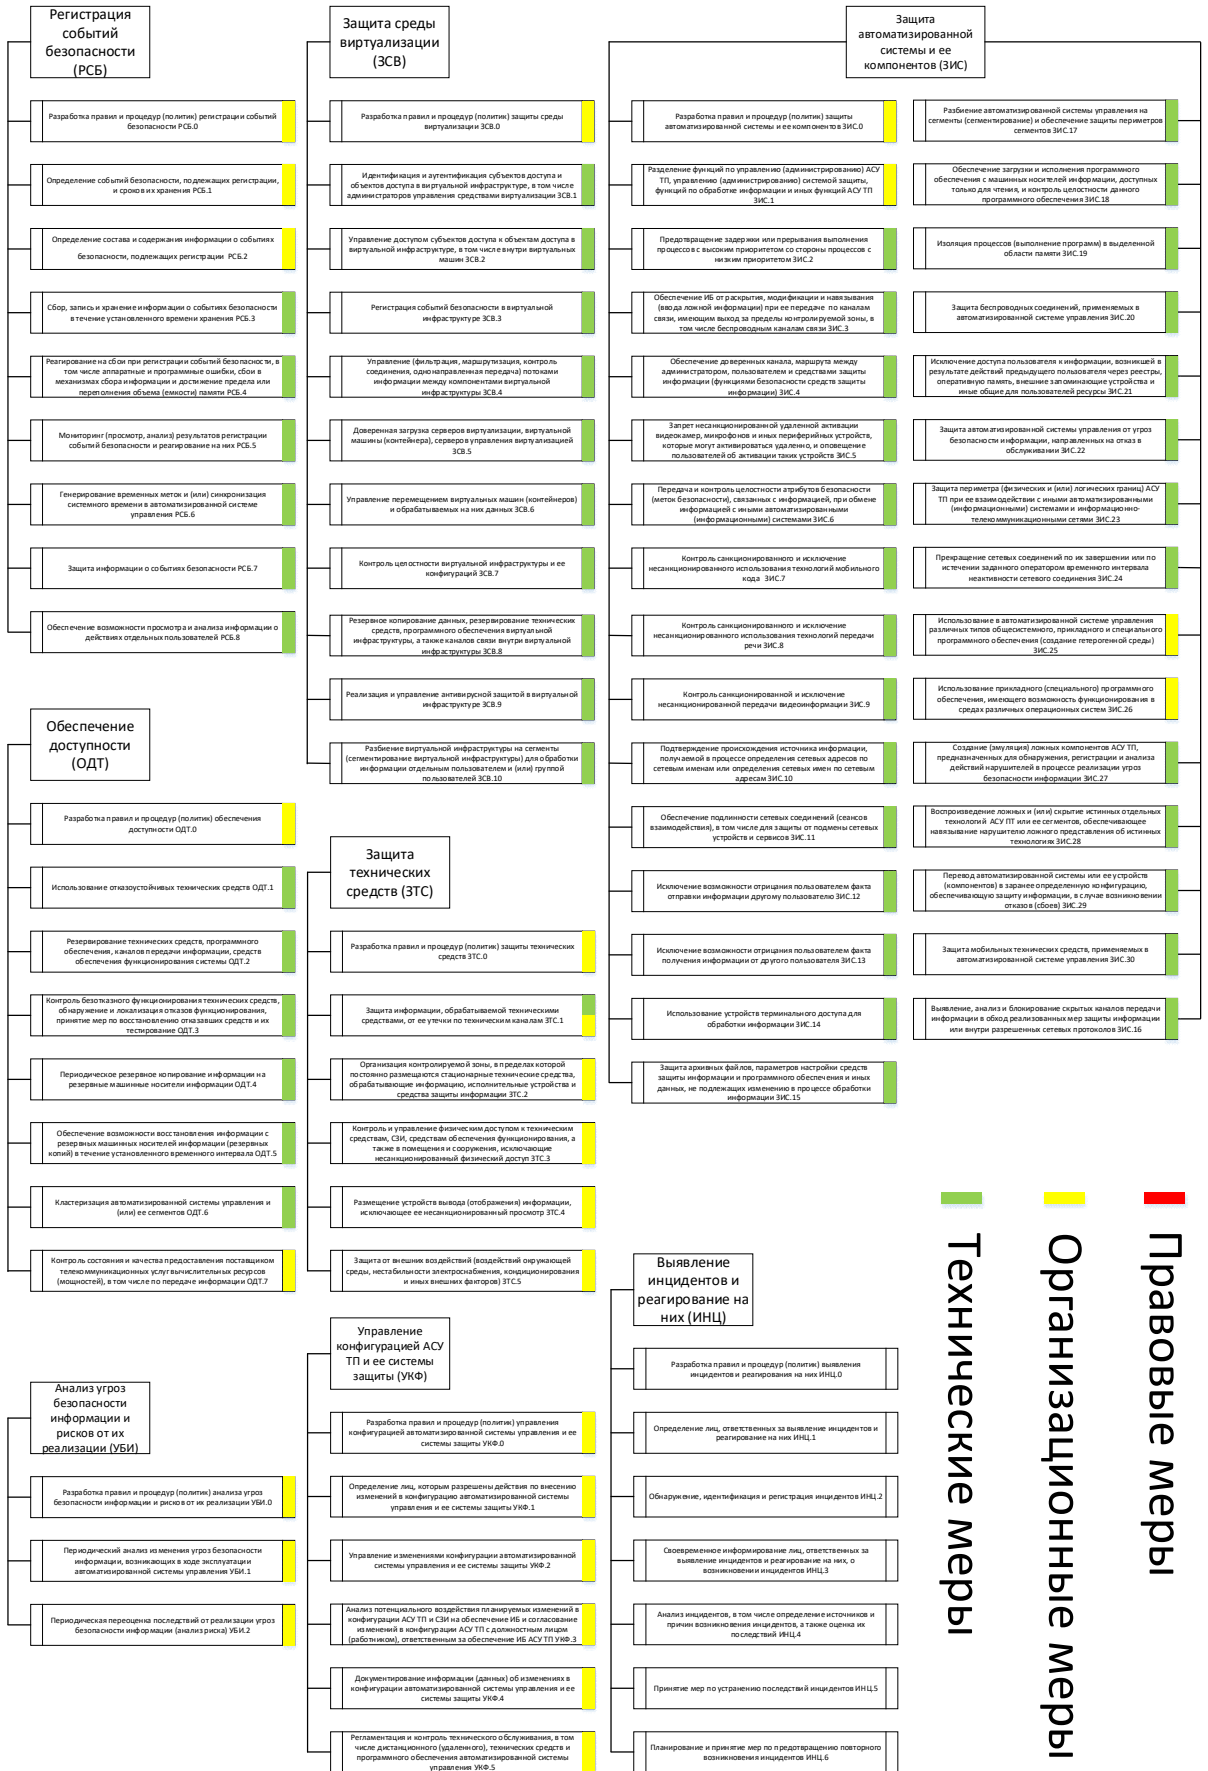 Регистрация
событий
безопасности
(РСБ)
Разработка правил и процедур (политик) регистрации событий
безопасности РСБ.0
Определение событий безопасности, подлежащих регистрации,
и сроков их хранения РСБ.1
Определение состава и содержания информации о событиях
безопасности, подлежащих регистрации РСБ.2
Сбор, запись и хранение информации о событиях безопасности
в течение установленного времени хранения РСБ.3
Реагирование на сбои при регистрации событий безопасности, в
том числе аппаратные и программные ошибки, сбои в
механизмах сбора информации и достижение предела или
переполнения объема (емкости) памяти РСБ.4
Мониторинг (просмотр, анализ) результатов регистрации
событий безопасности и реагирование на них РСБ.5
Генерирование временных меток и (или) синхронизация
системного времени в автоматизированной системе
управления РСБ.6
Защита информации о событиях безопасности РСБ.7
Обеспечение возможности просмотра и анализа информации о
действиях отдельных пользователей РСБ.8
Обеспечение
доступности
(ОДТ)
Разработка правил и процедур (политик) обеспечения
доступности ОДТ.0
Использование отказоустойчивых технических средств ОДТ.1
Резервирование технических средств, программного
обеспечения, каналов передачи информации, средств
обеспечения функционирования системы ОДТ.2
Контроль безотказного функционирования технических средств,
обнаружение и локализация отказов функционирования,
принятие мер по восстановлению отказавших средств и их
тестирование ОДТ.3
Периодическое резервное копирование информации на
резервные машинные носители информации ОДТ.4
Обеспечение возможности восстановления информации с
резервных машинных носителей информации (резервных
копий) в течение установленного временного интервала ОДТ.5
Кластеризация автоматизированной системы управления и
(или) ее сегментов ОДТ.6
Контроль состояния и качества предоставления поставщиком
телекоммуникационных услуг вычислительных ресурсов
(мощностей), в том числе по передаче информации ОДТ.7
Анализ угроз
безопасности
информации и
рисков от их
реализации (УБИ)
Разработка правил и процедур (политик) анализа угроз
безопасности информации и рисков от их реализации УБИ.0
Периодический анализ изменения угроз безопасности
информации, возникающих в ходе эксплуатации
автоматизированной системы управления УБИ.1
Периодическая переоценка последствий от реализации угроз
безопасности информации (анализ риска) УБИ.2
Защита среды
виртуализации
(ЗСВ)
Разработка правил и процедур (политик) защиты среды
виртуализации ЗСВ.0
Идентификация и аутентификация субъектов доступа и
объектов доступа в виртуальной инфраструктуре, в том числе
администраторов управления средствами виртуализации ЗСВ.1
Управление доступом субъектов доступа к объектам доступа в
виртуальной инфраструктуре, в том числе внутри виртуальных
машин ЗСВ.2
Регистрация событий безопасности в виртуальной
инфраструктуре ЗСВ.3
Управление (фильтрация, маршрутизация, контроль
соединения, однонаправленная передача) потоками
информации между компонентами виртуальной
инфраструктуры ЗСВ.4
Доверенная загрузка серверов виртуализации, виртуальной
машины (контейнера), серверов управления виртуализацией
ЗСВ.5
Управление перемещением виртуальных машин (контейнеров)
и обрабатываемых на них данных ЗСВ.6
Контроль целостности виртуальной инфраструктуры и ее
конфигураций ЗСВ.7
Резервное копирование данных, резервирование технических
средств, программного обеспечения виртуальной
инфраструктуры, а также каналов связи внутри виртуальной
инфраструктуры ЗСВ.8
Реализация и управление антивирусной защитой в виртуальной
инфраструктуре ЗСВ.9
Разбиение виртуальной инфраструктуры на сегменты
(сегментирование виртуальной инфраструктуры) для обработки
информации отдельным пользователем и (или) группой
пользователей ЗСВ.10
Защита
технических
средств (ЗТС)
Разработка правил и процедур (политик) защиты технических
средств ЗТС.0
Защита информации, обрабатываемой техническими
средствами, от ее утечки по техническим каналам ЗТС.1
Организация контролируемой зоны, в пределах которой
постоянно размещаются стационарные технические средства,
обрабатывающие информацию, исполнительные устройства и
средства защиты информации ЗТС.2
Контроль и управление физическим доступом к техническим
средствам, СЗИ, средствам обеспечения функционирования, а
также в помещения и сооружения, исключающие
несанкционированный физический доступ ЗТС.3
Размещение устройств вывода (отображения) информации,
исключающее ее несанкционированный просмотр ЗТС.4
Защита от внешних воздействий (воздействий окружающей
среды, нестабильности электроснабжения, кондиционирования
и иных внешних факторов) ЗТС.5
Управление
конфигурацией АСУ
ТП и ее системы
защиты (УКФ)
Разработка правил и процедур (политик) управления
конфигурацией автоматизированной системы управления и ее
системы защиты УКФ.0
Определение лиц, которым разрешены действия по внесению
изменений в конфигурацию автоматизированной системы
управления и ее системы защиты УКФ.1
Управление изменениями конфигурации автоматизированной
системы управления и ее системы защиты УКФ.2
Анализ потенциального воздействия планируемых изменений в
конфигурации АСУ ТП и СЗИ на обеспечение ИБ и согласование
изменений в конфигурации АСУ ТП с должностным лицом
(работником), ответственным за обеспечение ИБ АСУ ТП УКФ.3
Документирование информации (данных) об изменениях в
конфигурации автоматизированной системы управления и ее
системы защиты УКФ.4
Регламентация и контроль технического обслуживания, в том
числе дистанционного (удаленного), технических средств и
программного обеспечения автоматизированной системы
управления УКФ.5
Защита
автоматизированной
системы и ее
компонентов (ЗИС)
Разработка правил и процедур (политик) защиты
автоматизированной системы и ее компонентов ЗИС.0
Разделение функций по управлению (администрированию) АСУ
ТП, управлению (администрированию) системой защиты,
функций по обработке информации и иных функций АСУ ТП
ЗИС.1
Предотвращение задержки или прерывания выполнения
процессов с высоким приоритетом со стороны процессов с
низким приоритетом ЗИС.2
Обеспечение ИБ от раскрытия, модификации и навязывания
(ввода ложной информации) при ее передаче по каналам
связи, имеющим выход за пределы контролируемой зоны, в
том числе беспроводным каналам связи ЗИС.3
Обеспечение доверенных канала, маршрута между
администратором, пользователем и средствами защиты
информации (функциями безопасности средств защиты
информации) ЗИС.4
Запрет несанкционированной удаленной активации
видеокамер, микрофонов и иных периферийных устройств,
которые могут активироваться удаленно, и оповещение
пользователей об активации таких устройств ЗИС.5
Передача и контроль целостности атрибутов безопасности
(меток безопасности), связанных с информацией, при обмене
информацией с иными автоматизированными
(информационными) системами ЗИС.6
Контроль санкционированного и исключение
несанкционированного использования технологий мобильного
кода ЗИС.7
Контроль санкционированного и исключение
несанкционированного использования технологий передачи
речи ЗИС.8
Контроль санкционированной и исключение
несанкционированной передачи видеоинформации ЗИС.9
Подтверждение происхождения источника информации,
получаемой в процессе определения сетевых адресов по
сетевым именам или определения сетевых имен по сетевым
адресам ЗИС.10
Обеспечение подлинности сетевых соединений (сеансов
взаимодействия), в том числе для защиты от подмены сетевых
устройств и сервисов ЗИС.11
Исключение возможности отрицания пользователем факта
отправки информации другому пользователю ЗИС.12
Исключение возможности отрицания пользователем факта
получения информации от другого пользователя ЗИС.13
Использование устройств терминального доступа для
обработки информации ЗИС.14
Защита архивных файлов, параметров настройки средств
защиты информации и программного обеспечения и иных
данных, не подлежащих изменению в процессе обработки
информации ЗИС.15
Разбиение автоматизированной системы управления на
сегменты (сегментирование) и обеспечение защиты периметров
сегментов ЗИС.17
Обеспечение загрузки и исполнения программного
обеспечения с машинных носителей информации, доступных
только для чтения, и контроль целостности данного
программного обеспечения ЗИС.18
Изоляция процессов (выполнение программ) в выделенной
области памяти ЗИС.19
Защита беспроводных соединений, применяемых в
автоматизированной системе управления ЗИС.20
Исключение доступа пользователя к информации, возникшей в
результате действий предыдущего пользователя через реестры,
оперативную память, внешние запоминающие устройства и
иные общие для пользователей ресурсы ЗИС.21
Защита автоматизированной системы управления от угроз
безопасности информации, направленных на отказ в
обслуживании ЗИС.22
Защита периметра (физических и (или) логических границ) АСУ
ТП при ее взаимодействии с иными автоматизированными
(информационными) системами и информационно-
телекоммуникационными сетями ЗИС.23
Прекращение сетевых соединений по их завершении или по
истечении заданного оператором временного интервала
неактивности сетевого соединения ЗИС.24
Использование в автоматизированной системе управления
различных типов общесистемного, прикладного и специального
программного обеспечения (создание гетерогенной среды)
ЗИС.25
Использование прикладного (специального) программного
обеспечения, имеющего возможность функционирования в
средах различных операционных систем ЗИС.26
Создание (эмуляция) ложных компонентов АСУ ТП,
предназначенных для обнаружения, регистрации и анализа
действий нарушителей в процессе реализации угроз
безопасности информации ЗИС.27
Воспроизведение ложных и (или) скрытие истинных отдельных
технологий АСУ ПТ или ее сегментов, обеспечивающее
навязывание нарушителю ложного представления об истинных
технологиях ЗИС.28
Перевод автоматизированной системы или ее устройств
(компонентов) в заранее определенную конфигурацию,
обеспечивающую защиту информации, в случае возникновении
отказов (сбоев) ЗИС.29
Защита мобильных технических средств, применяемых в
автоматизированной системе управления ЗИС.30
Выявление, анализ и блокирование скрытых каналов передачи
информации в обход реализованных мер защиты информации
или внутри разрешенных сетевых протоколов ЗИС.16
Выявление
инцидентов и
реагирование на
них (ИНЦ)
Разработка правил и процедур (политик) выявления
инцидентов и реагирования на них ИНЦ.0
Определение лиц, ответственных за выявление инцидентов и
реагирование на них ИНЦ.1
Обнаружение, идентификация и регистрация инцидентов ИНЦ.2
Своевременное информирование лиц, ответственных за
выявление инцидентов и реагирование на них, о
возникновении инцидентов ИНЦ.3
Анализ инцидентов, в том числе определение источников и
причин возникновения инцидентов, а также оценка их
последствий ИНЦ.4
Принятие мер по устранению последствий инцидентов ИНЦ.5
Планирование и принятие мер по предотвращению повторного
возникновения инцидентов ИНЦ.6
Правовые меры
Организационные меры
Технические меры